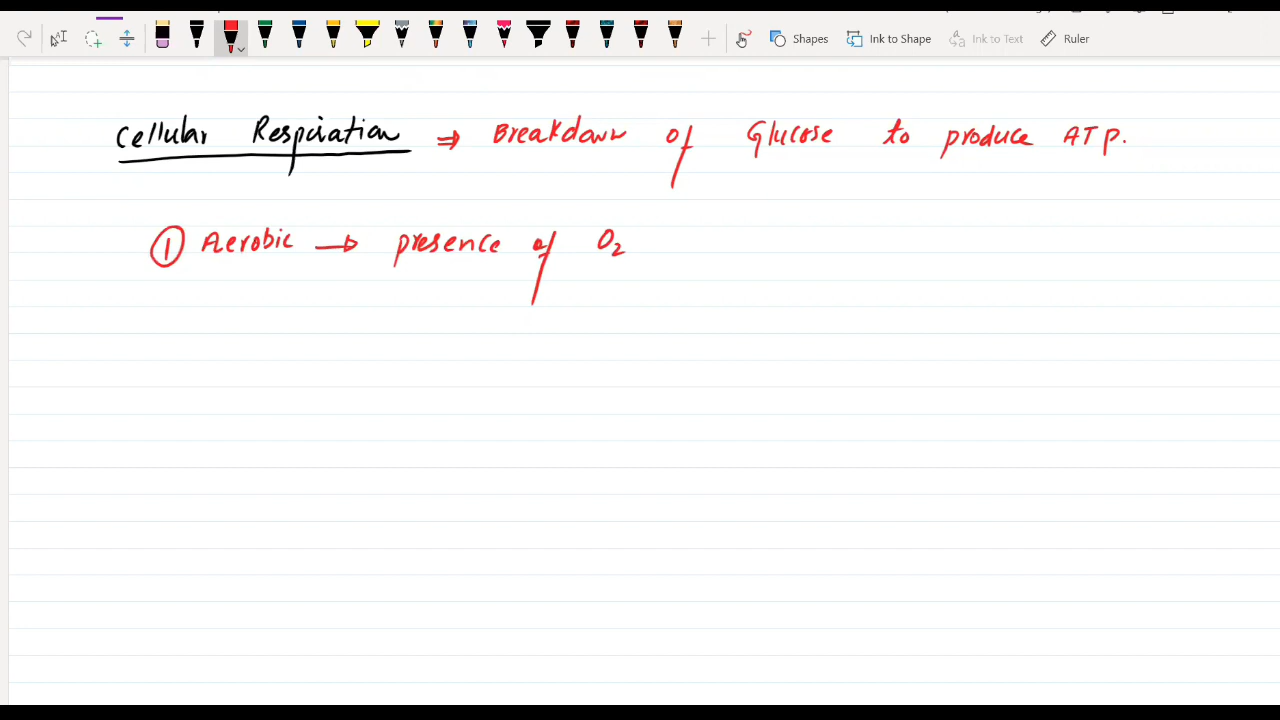 Shapes Ink to Shape Ink to Text Ruler
Cellular Respiration ⇒ Breakdown of Glucose to produce ATP.
① Aerobic → presence of O₂